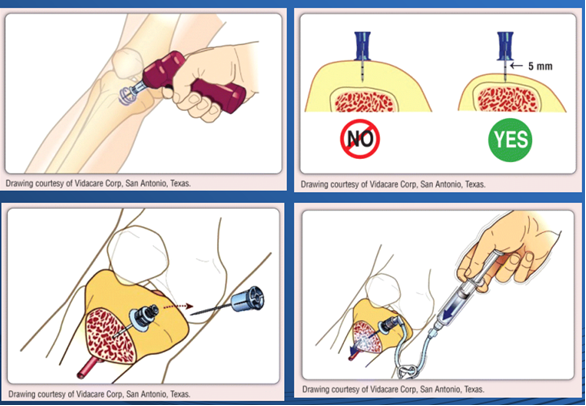 Drawing courtesy of Vidacare Corp, San Antonio, Texas.
5 mm
NO
YES
Drawing courtesy of Vidacare Corp, San Antonio, Texas.
Drawing courtesy of Vidacare Corp, San Antonio, Texas.
Drawing courtesy of Vidacare Corp, San Antonio, Texas.